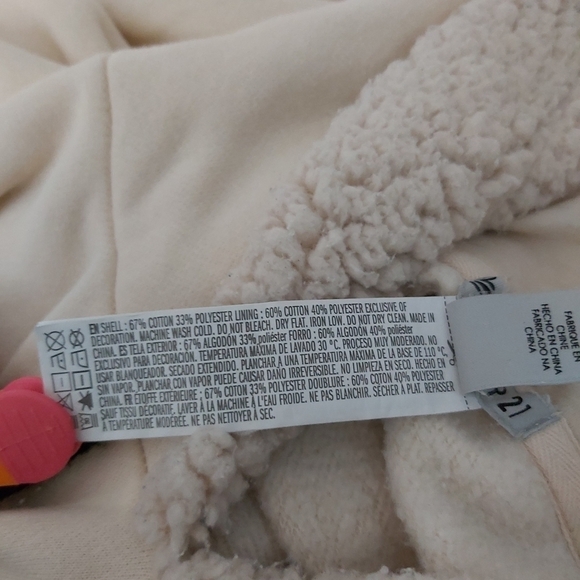 EN SHELL : 67% COTTON 33% POLYESTER LINING : 60% COTTON 40% POLYESTER EXCLUSIVE OF
DECORATION. MACHINE WASH COLD. DO NOT BLEACH. DRY FLAT. IRON LOW. DO NOT DRY CLEAN. MADE IN
CHINA. ES TELA EXTERIOR : 67% ALGODÓN 33% poliéster FORRO : 60% ALGODÓN 40% poliéster
EXCLUSIVO PARA DECORACIÓN. TEMPERATURA MÁXIMA DE LAVADO 30 °C. PROCESO MUY MODERADO. NO
USAR BLANQUEADOR. SECADO EXTENDIDO. PLANCHAR A UNA TEMPERATURA MÁXIMA DE LA BASE DE 110 °C,
SIN VAPOR, PLANCHAR CON VAPOR PUEDE CAUSAR DAÑOS IRREVERSIBLES. NO LIMPIEZA EN SECO. HECHO EN
CHINA. FR ÉTOFFE EXTÉRIEURE : 67% COTON 33% POLYESTER DOUBLURE : 60% COTON 40% POLYESTER
SAUF TISSU DÉCORATIF. LAVER À LA MACHINE À L'EAU FROIDE. NE PAS BLANCHIR. SÉCHER À PLAT. REPASSER
À TEMPÉRATURE MODÉRÉE. NE PAS NETTOYER À SEC.
FABRIQUÉ EN
CHINE
HECHO EN CHINA
FABRICADO NA
CHINA
21